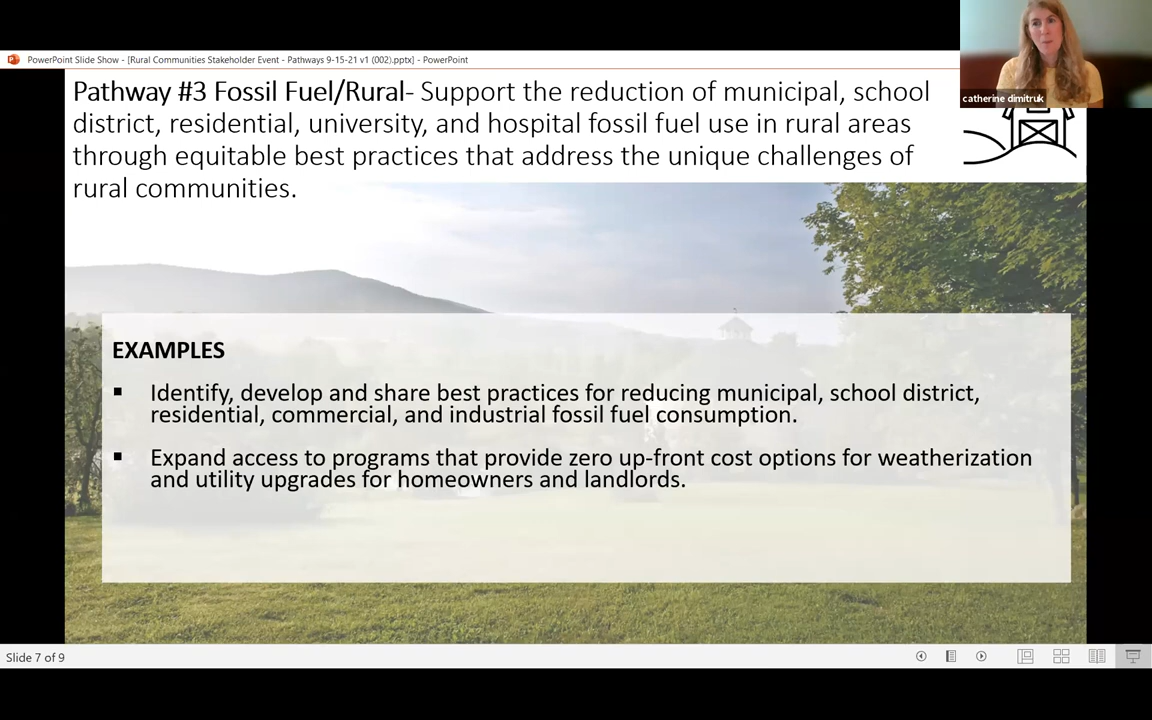 PowerPoint Slide Show - [Rural Communities Stakeholder Event - Pathways 9-15-21 v1 (002).pptx] - PowerPoint
catherine dimitruk
Pathway #3 Fossil Fuel/Rural- Support the reduction of municipal, school
district, residential, university, and hospital fossil fuel use in rural areas
through equitable best practices that address the unique challenges of
rural communities.
EXAMPLES
▪ Identify, develop and share best practices for reducing municipal, school district,
residential, commercial, and industrial fossil fuel consumption.
▪ Expand access to programs that provide zero up-front cost options for weatherization
and utility upgrades for homeowners and landlords.
Slide 7 of 9